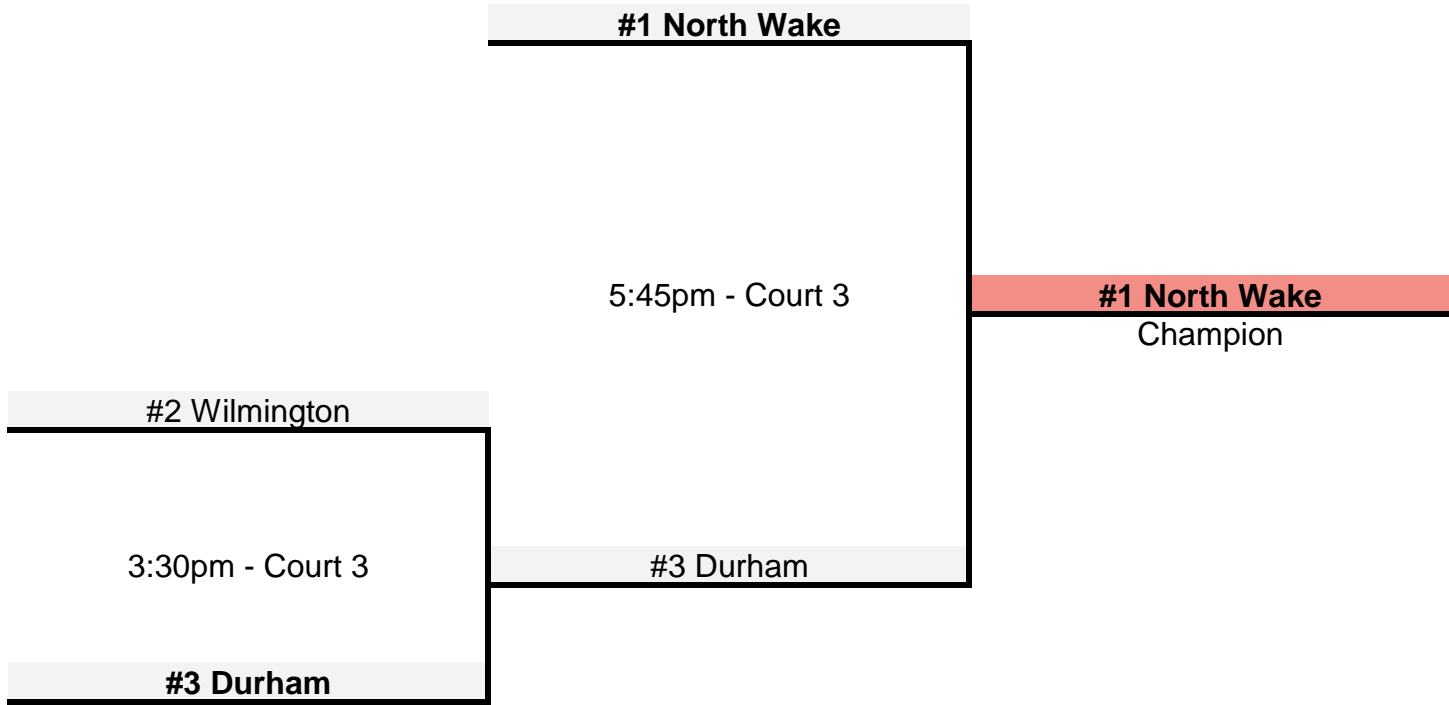 #1 North Wake
5:45pm - Court 3
#1 North Wake
Champion
#2 Wilmington
3:30pm - Court 3
#3 Durham
#3 Durham